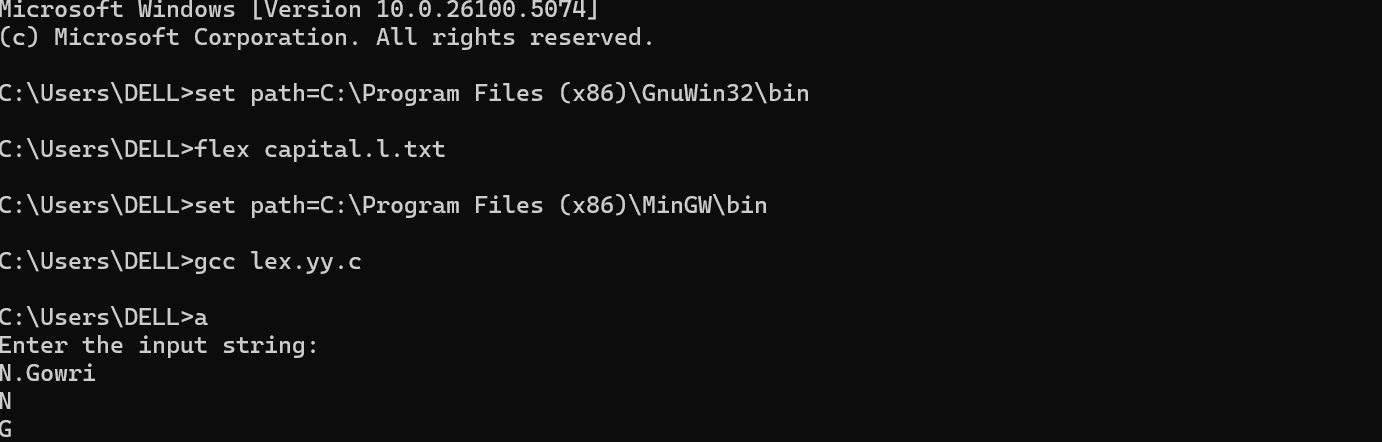 Microsoft Windows [Version 10.0.26100.5074]
(c) Microsoft Corporation. All rights reserved.
C:\Users\DELL>set path=C:\Program Files (x86)\GnuWin32\bin
C:\Users\DELL>flex capital.l.txt
C:\Users\DELL>set path=C:\Program Files (x86)\MinGW\bin
C:\Users\DELL>gcc lex.yy.c
C:\Users\DELL>a
Enter the input string:
N.Gowri
N
G